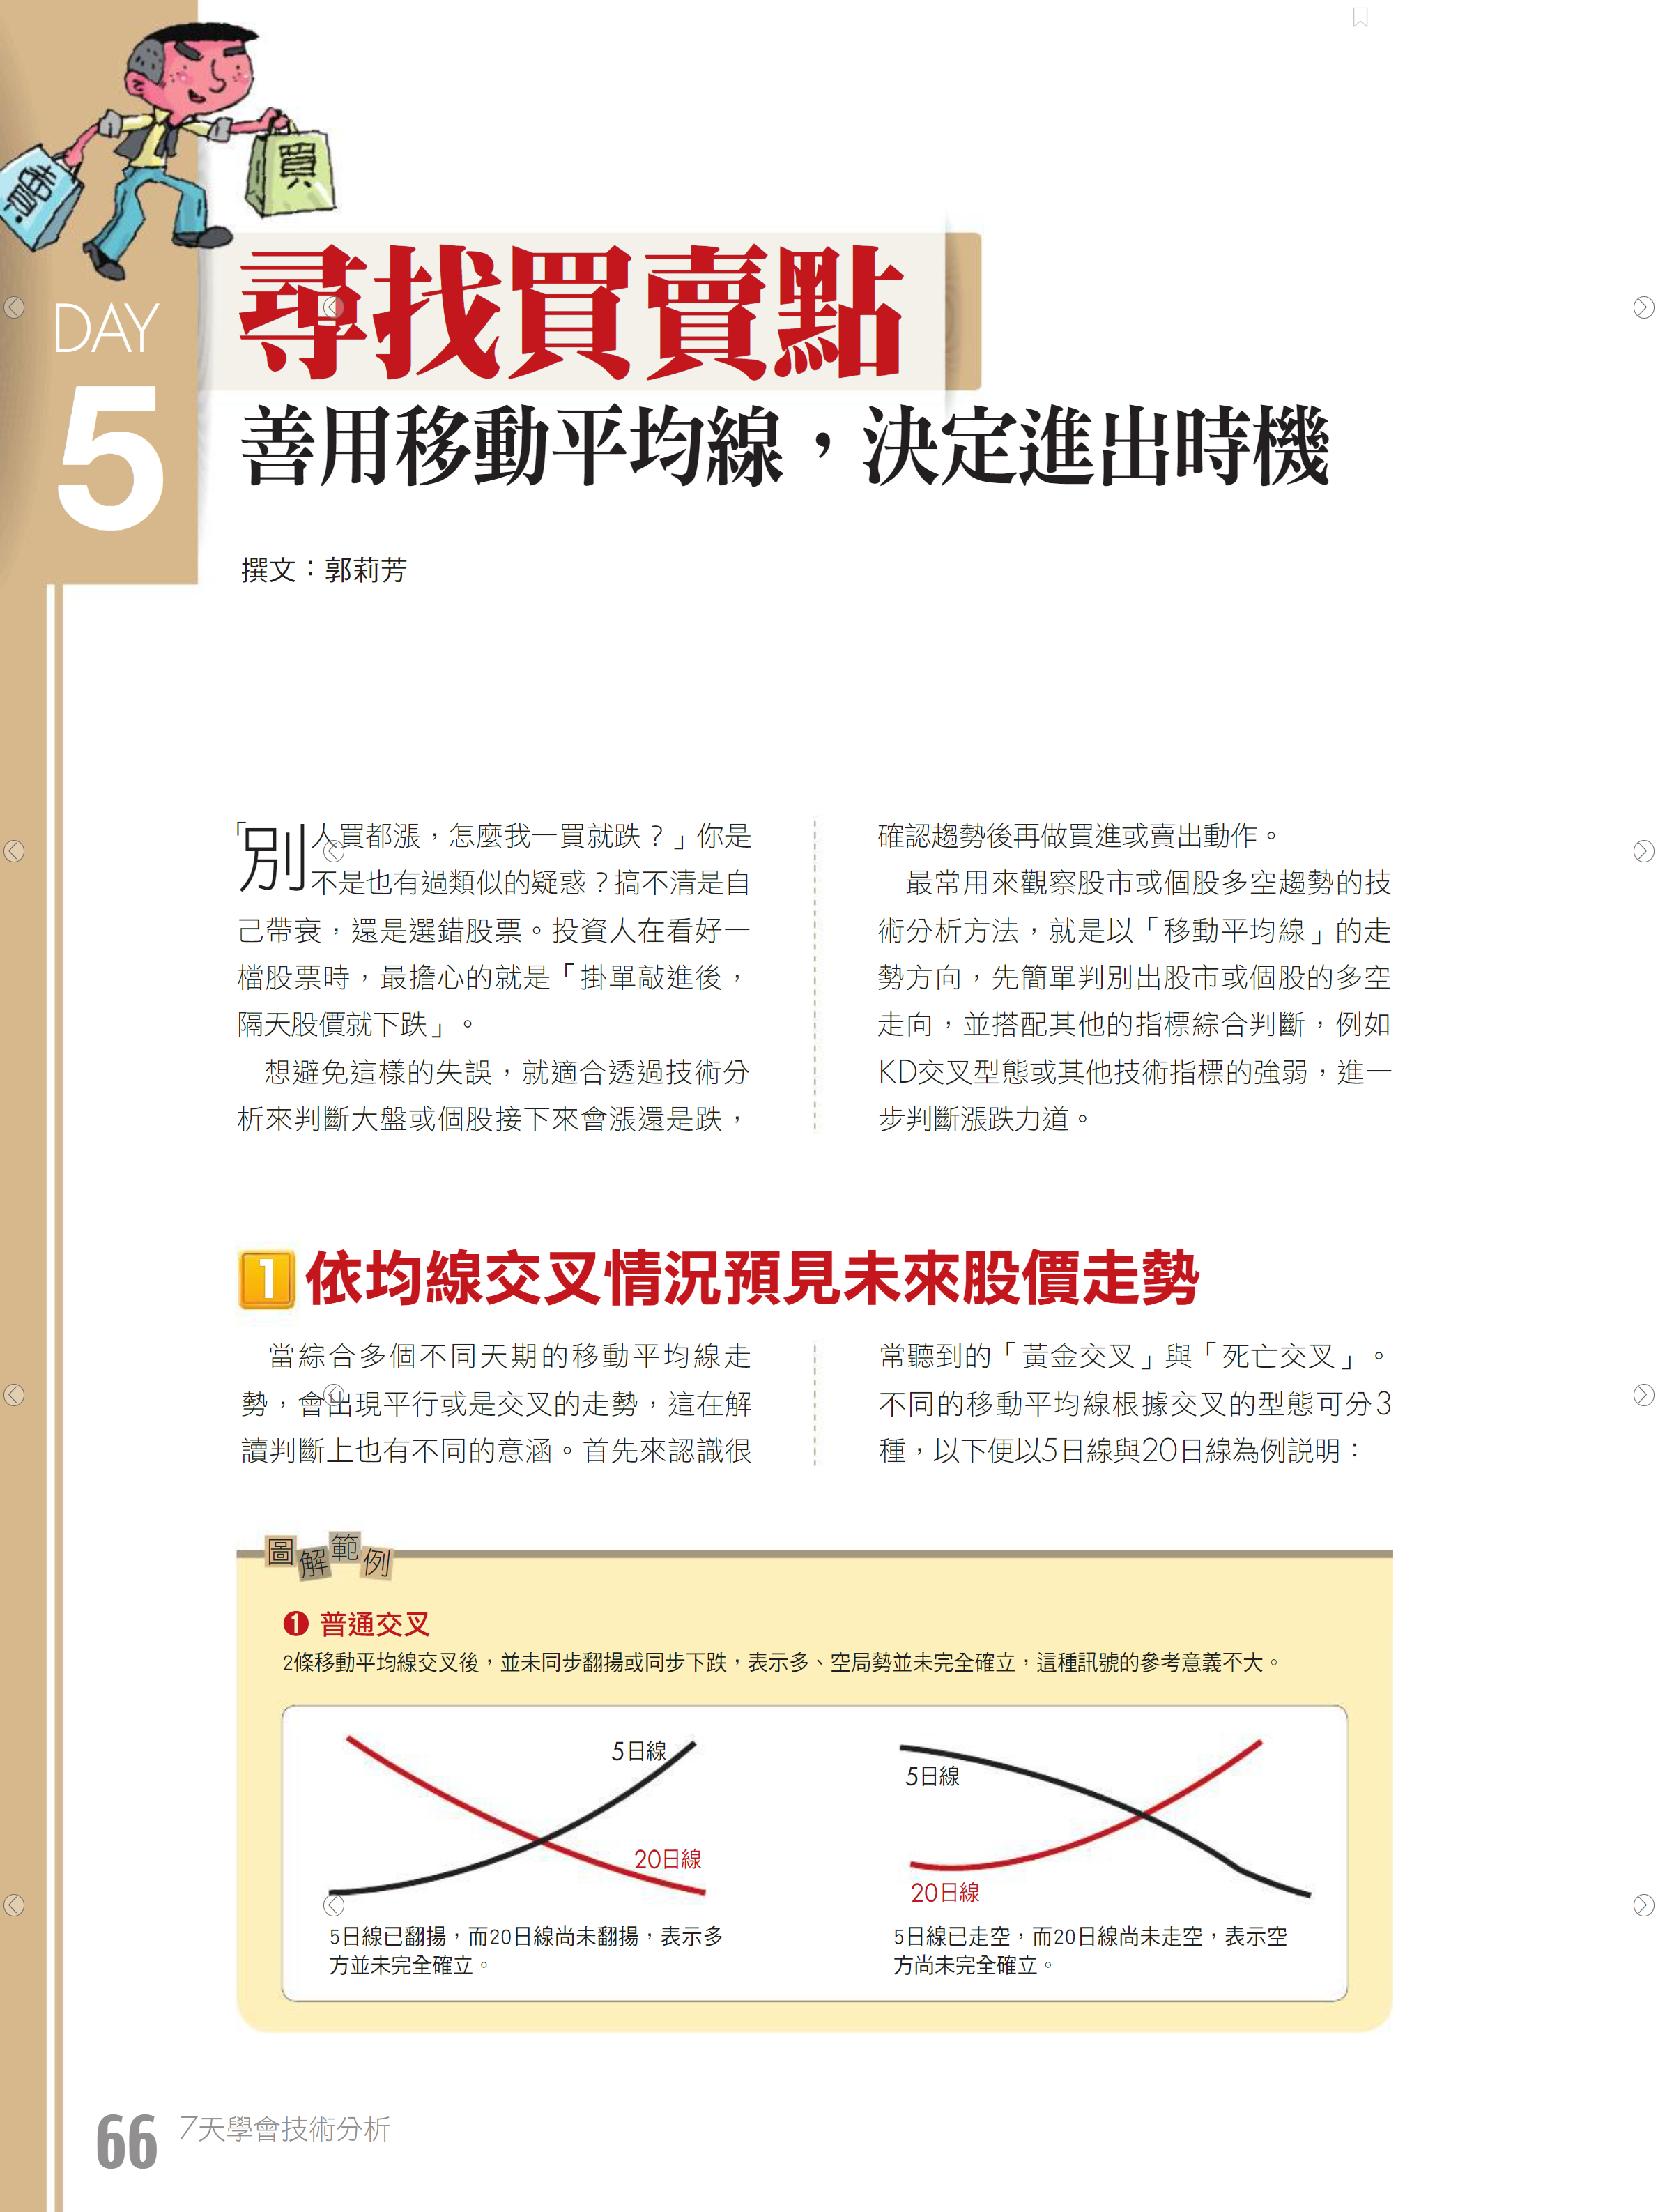 賣
買
DAY
5
尋找買賣點
善用移動平均線，決定進出時機
撰文：郭莉芳
「別人買都漲，怎麼我一買就跌？」你是
不是也有過類似的疑惑？搞不清是自
己帶衰，還是選錯股票。投資人在看好一
檔股票時，最擔心的就是「掛單敲進後，
隔天股價就下跌」。
想避免這樣的失誤，就適合透過技術分
析來判斷大盤或個股接下來會漲還是跌，
確認趨勢後再做買進或賣出動作。
最常用來觀察股市或個股多空趨勢的技
術分析方法，就是以「移動平均線」的走
勢方向，先簡單判別出股市或個股的多空
走向，並搭配其他的指標綜合判斷，例如
KD交叉型態或其他技術指標的強弱，進一
步判斷漲跌力道。
1 依均線交叉情況預見未來股價走勢
當綜合多個不同天期的移動平均線走
勢，會出現平行或是交叉的走勢，這在解
讀判斷上也有不同的意涵。首先來認識很
常聽到的「黃金交叉」與「死亡交叉」。
不同的移動平均線根據交叉的型態可分3
種，以下便以5日線與20日線為例說明：
圖解範例
❶ 普通交叉
2條移動平均線交叉後，並未同步翻揚或同步下跌，表示多、空局勢並未完全確立，這種訊號的參考意義不大。
5日線
20日線
5日線已翻揚，而20日線尚未翻揚，表示多
方並未完全確立。
5日線
20日線
5日線已走空，而20日線尚未走空，表示空
方尚未完全確立。
66 7天學會技術分析